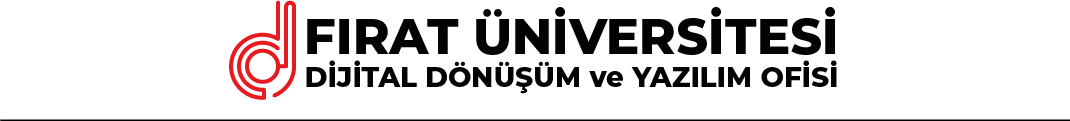 FIRAT ÜNİVERSİTESİ
DİJİTAL DÖNÜŞÜM ve YAZILIM OFİSİ